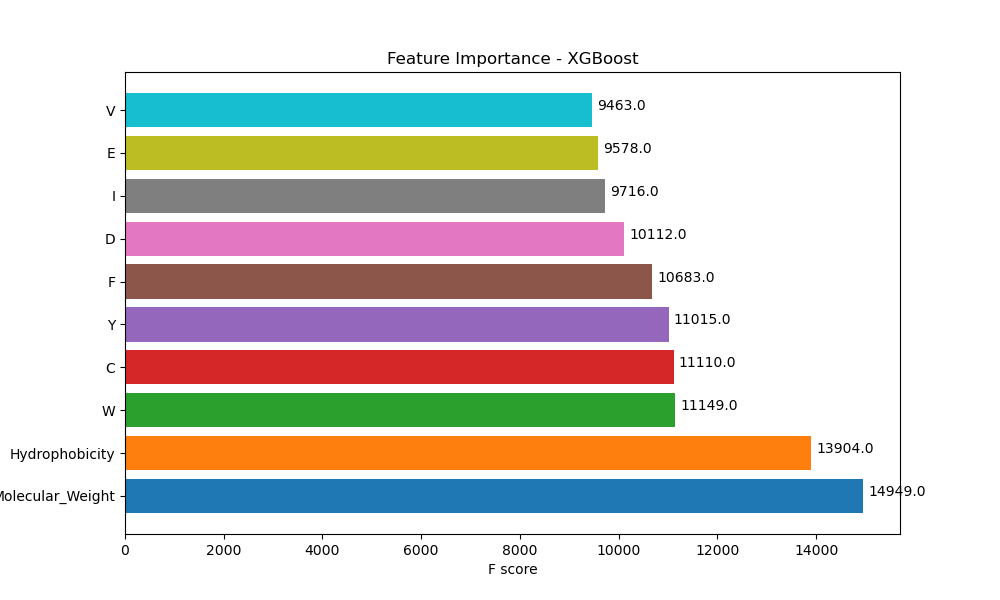 Feature Importance - XGBoost
V 9463.0
E 9578.0
I 9716.0
D 10112.0
F 10683.0
Y 11015.0
C 11110.0
W 11149.0
Hydrophobicity 13904.0
Molecular_Weight 14949.0
0 2000 4000 6000 8000 10000 12000 14000
F score